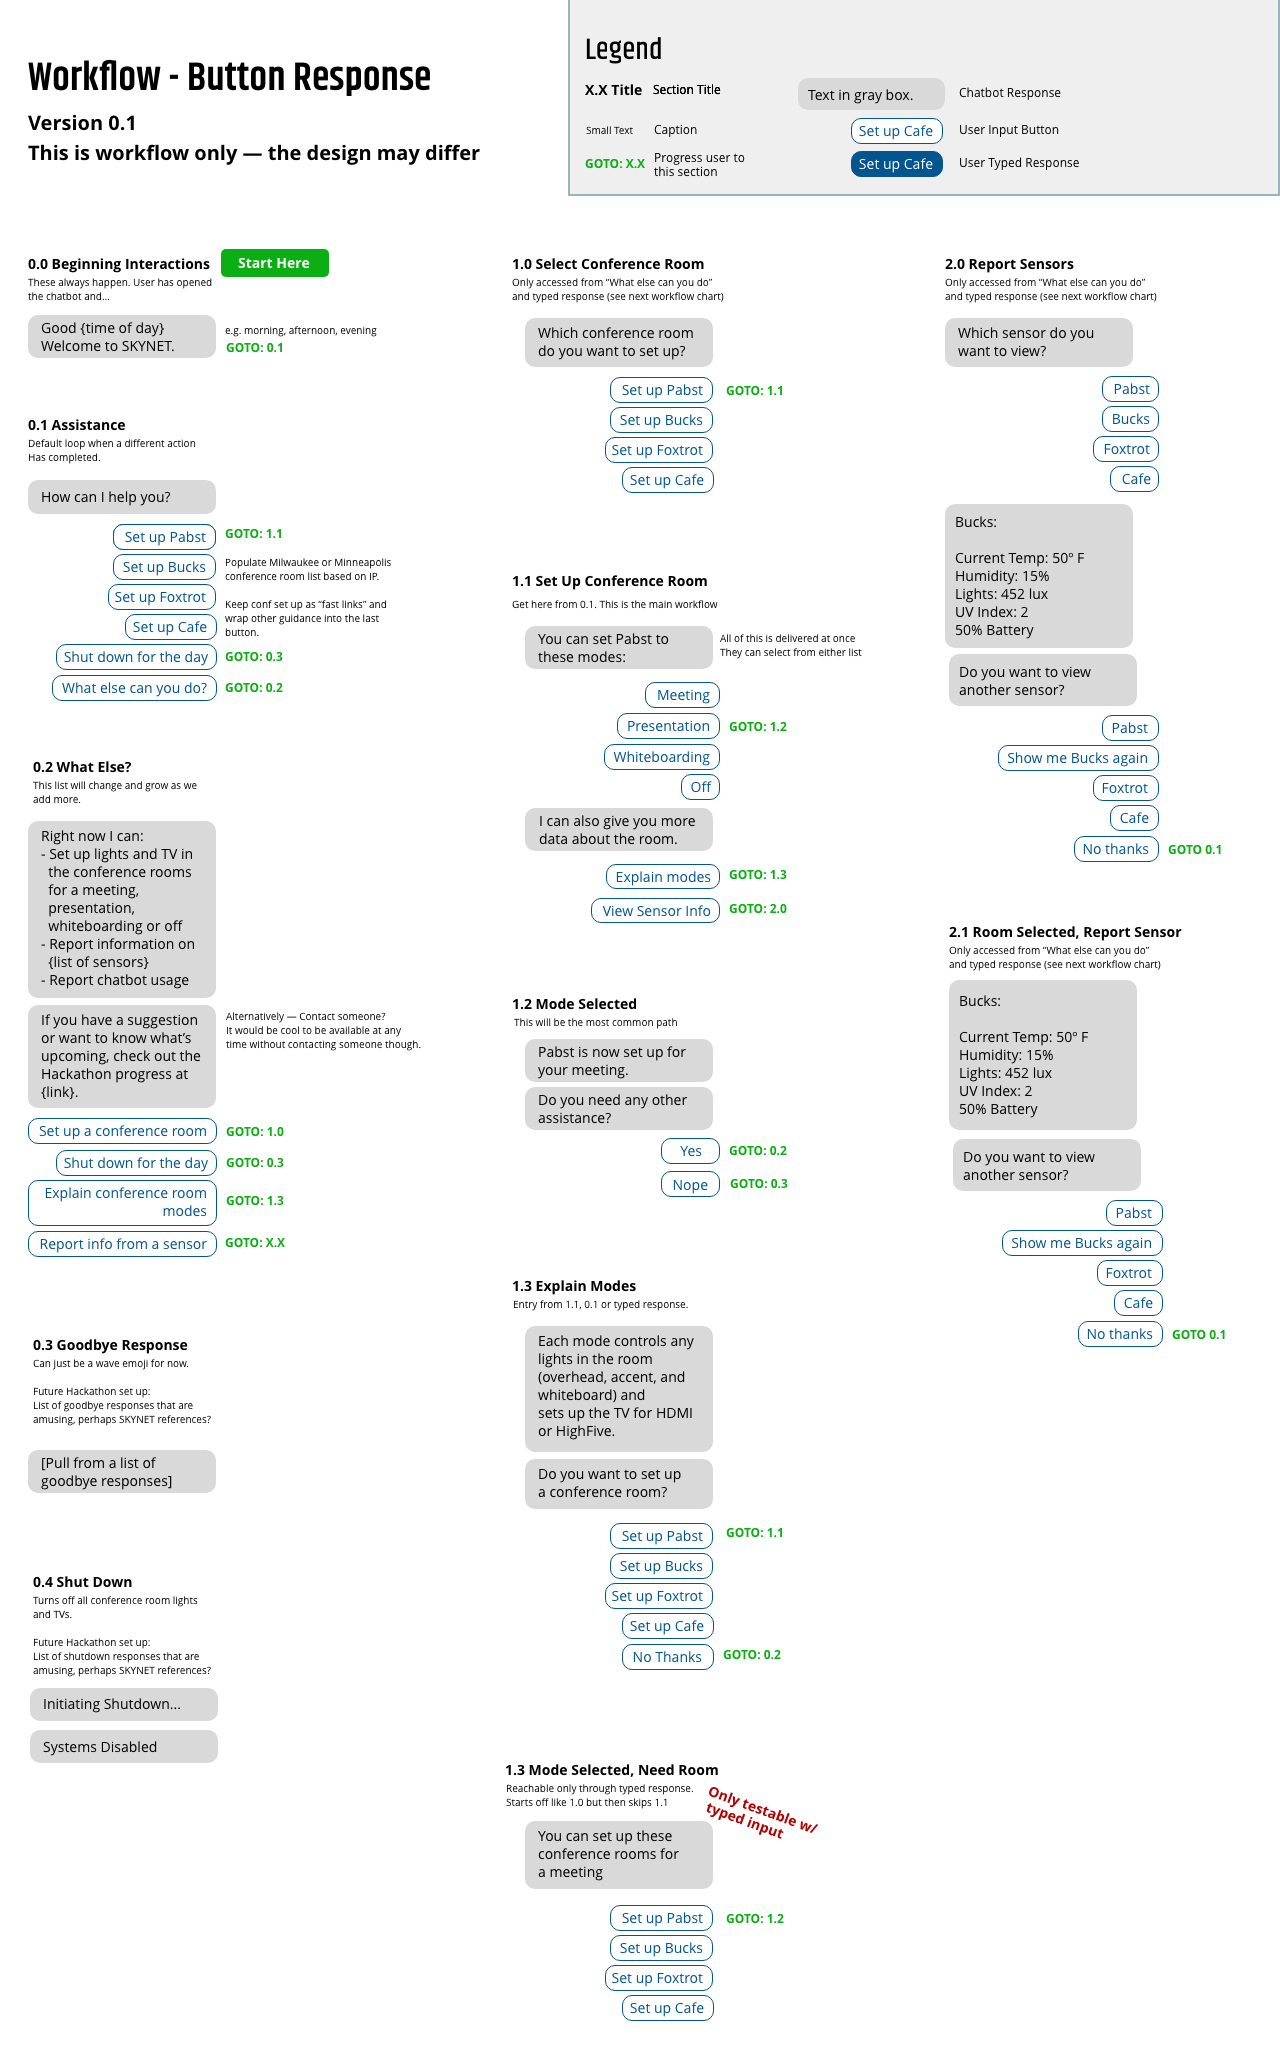 Workflow - Button Response
Version 0.1
This is workflow only — the design may differ
Legend
X.X Title Section Title
Small Text Caption
GOTO: X.X Progress user to
this section
Text in gray box. Chatbot Response
Set up Cafe User Input Button
Set up Cafe User Typed Response
0.0 Beginning Interactions Start Here
These always happen. User has opened
the chatbot and...
Good {time of day}
Welcome to SKYNET.
e.g. morning, afternoon, evening
GOTO: 0.1
0.1 Assistance
Default loop when a different action
Has completed.
How can I help you?
Set up Pabst GOTO: 1.1
Set up Bucks
Set up Foxtrot
Set up Cafe
Populate Milwaukee or Minneapolis
conference room list based on IP.
Keep conf set up as “fast links” and
wrap other guidance into the last
button.
Shut down for the day GOTO: 0.3
What else can you do? GOTO: 0.2
0.2 What Else?
This list will change and grow as we
add more.
Right now I can:
- Set up lights and TV in
the conference rooms
for a meeting,
presentation,
whiteboarding or off
- Report information on
{list of sensors}
- Report chatbot usage
If you have a suggestion
or want to know what’s
upcoming, check out the
Hackathon progress at
{link}.
Alternatively — Contact someone?
It would be cool to be available at any
time without contacting someone though.
Set up a conference room GOTO: 1.0
Shut down for the day GOTO: 0.3
Explain conference room
modes
GOTO: 1.3
Report info from a sensor GOTO: X.X
0.3 Goodbye Response
Can just be a wave emoji for now.
Future Hackathon set up:
List of goodbye responses that are
amusing, perhaps SKYNET references?
[Pull from a list of
goodbye responses]
0.4 Shut Down
Turns off all conference room lights
and TVs.
Future Hackathon set up:
List of shutdown responses that are
amusing, perhaps SKYNET references?
Initiating Shutdown...
Systems Disabled
1.0 Select Conference Room
Only accessed from “What else can you do”
and typed response (see next workflow chart)
Which conference room
do you want to set up?
Set up Pabst GOTO: 1.1
Set up Bucks
Set up Foxtrot
Set up Cafe
1.1 Set Up Conference Room
Get here from 0.1. This is the main workflow
You can set Pabst to
these modes:
All of this is delivered at once
They can select from either list
Meeting
Presentation GOTO: 1.2
Whiteboarding
Off
I can also give you more
data about the room.
Explain modes GOTO: 1.3
View Sensor Info GOTO: 2.0
1.2 Mode Selected
This will be the most common path
Pabst is now set up for
your meeting.
Do you need any other
assistance?
Yes GOTO: 0.2
Nope GOTO: 0.3
1.3 Explain Modes
Entry from 1.1, 0.1 or typed response.
Each mode controls any
lights in the room
(overhead, accent, and
whiteboard) and
sets up the TV for HDMI
or HighFive.
Do you want to set up
a conference room?
Set up Pabst GOTO: 1.1
Set up Bucks
Set up Foxtrot
Set up Cafe
No Thanks GOTO: 0.2
1.3 Mode Selected, Need Room
Reachable only through typed response.
Starts off like 1.0 but then skips 1.1
Only testable w/
typed input
You can set up these
conference rooms for
a meeting
Set up Pabst GOTO: 1.2
Set up Bucks
Set up Foxtrot
Set up Cafe
2.0 Report Sensors
Only accessed from “What else can you do”
and typed response (see next workflow chart)
Which sensor do you
want to view?
Pabst
Bucks
Foxtrot
Cafe
Bucks:
Current Temp: 50° F
Humidity: 15%
Lights: 452 lux
UV Index: 2
50% Battery
Do you want to view
another sensor?
Pabst
Show me Bucks again
Foxtrot
Cafe
No thanks GOTO 0.1
2.1 Room Selected, Report Sensor
Only accessed from “What else can you do”
and typed response (see next workflow chart)
Bucks:
Current Temp: 50° F
Humidity: 15%
Lights: 452 lux
UV Index: 2
50% Battery
Do you want to view
another sensor?
Pabst
Show me Bucks again
Foxtrot
Cafe
No thanks GOTO 0.1